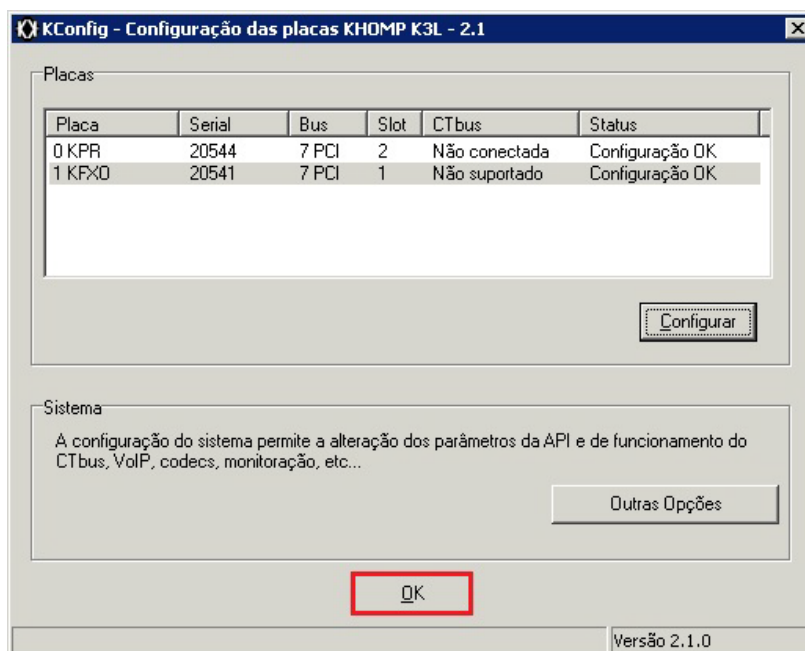 KConfig - Configuração das placas KHOMP K3L - 2.1
Placas
Placa Serial Bus Slot CTbus Status
0 KPR 20544 7 PCI 2 Não conectada Configuração OK
1 KFXO 20541 7 PCI 1 Não suportado Configuração OK
Configurar
Sistema
A configuração do sistema permite a alteração dos parâmetros da API e de funcionamento do
CTbus, VoIP, codecs, monitoração, etc...
Outras Opções
OK
Versão 2.1.0